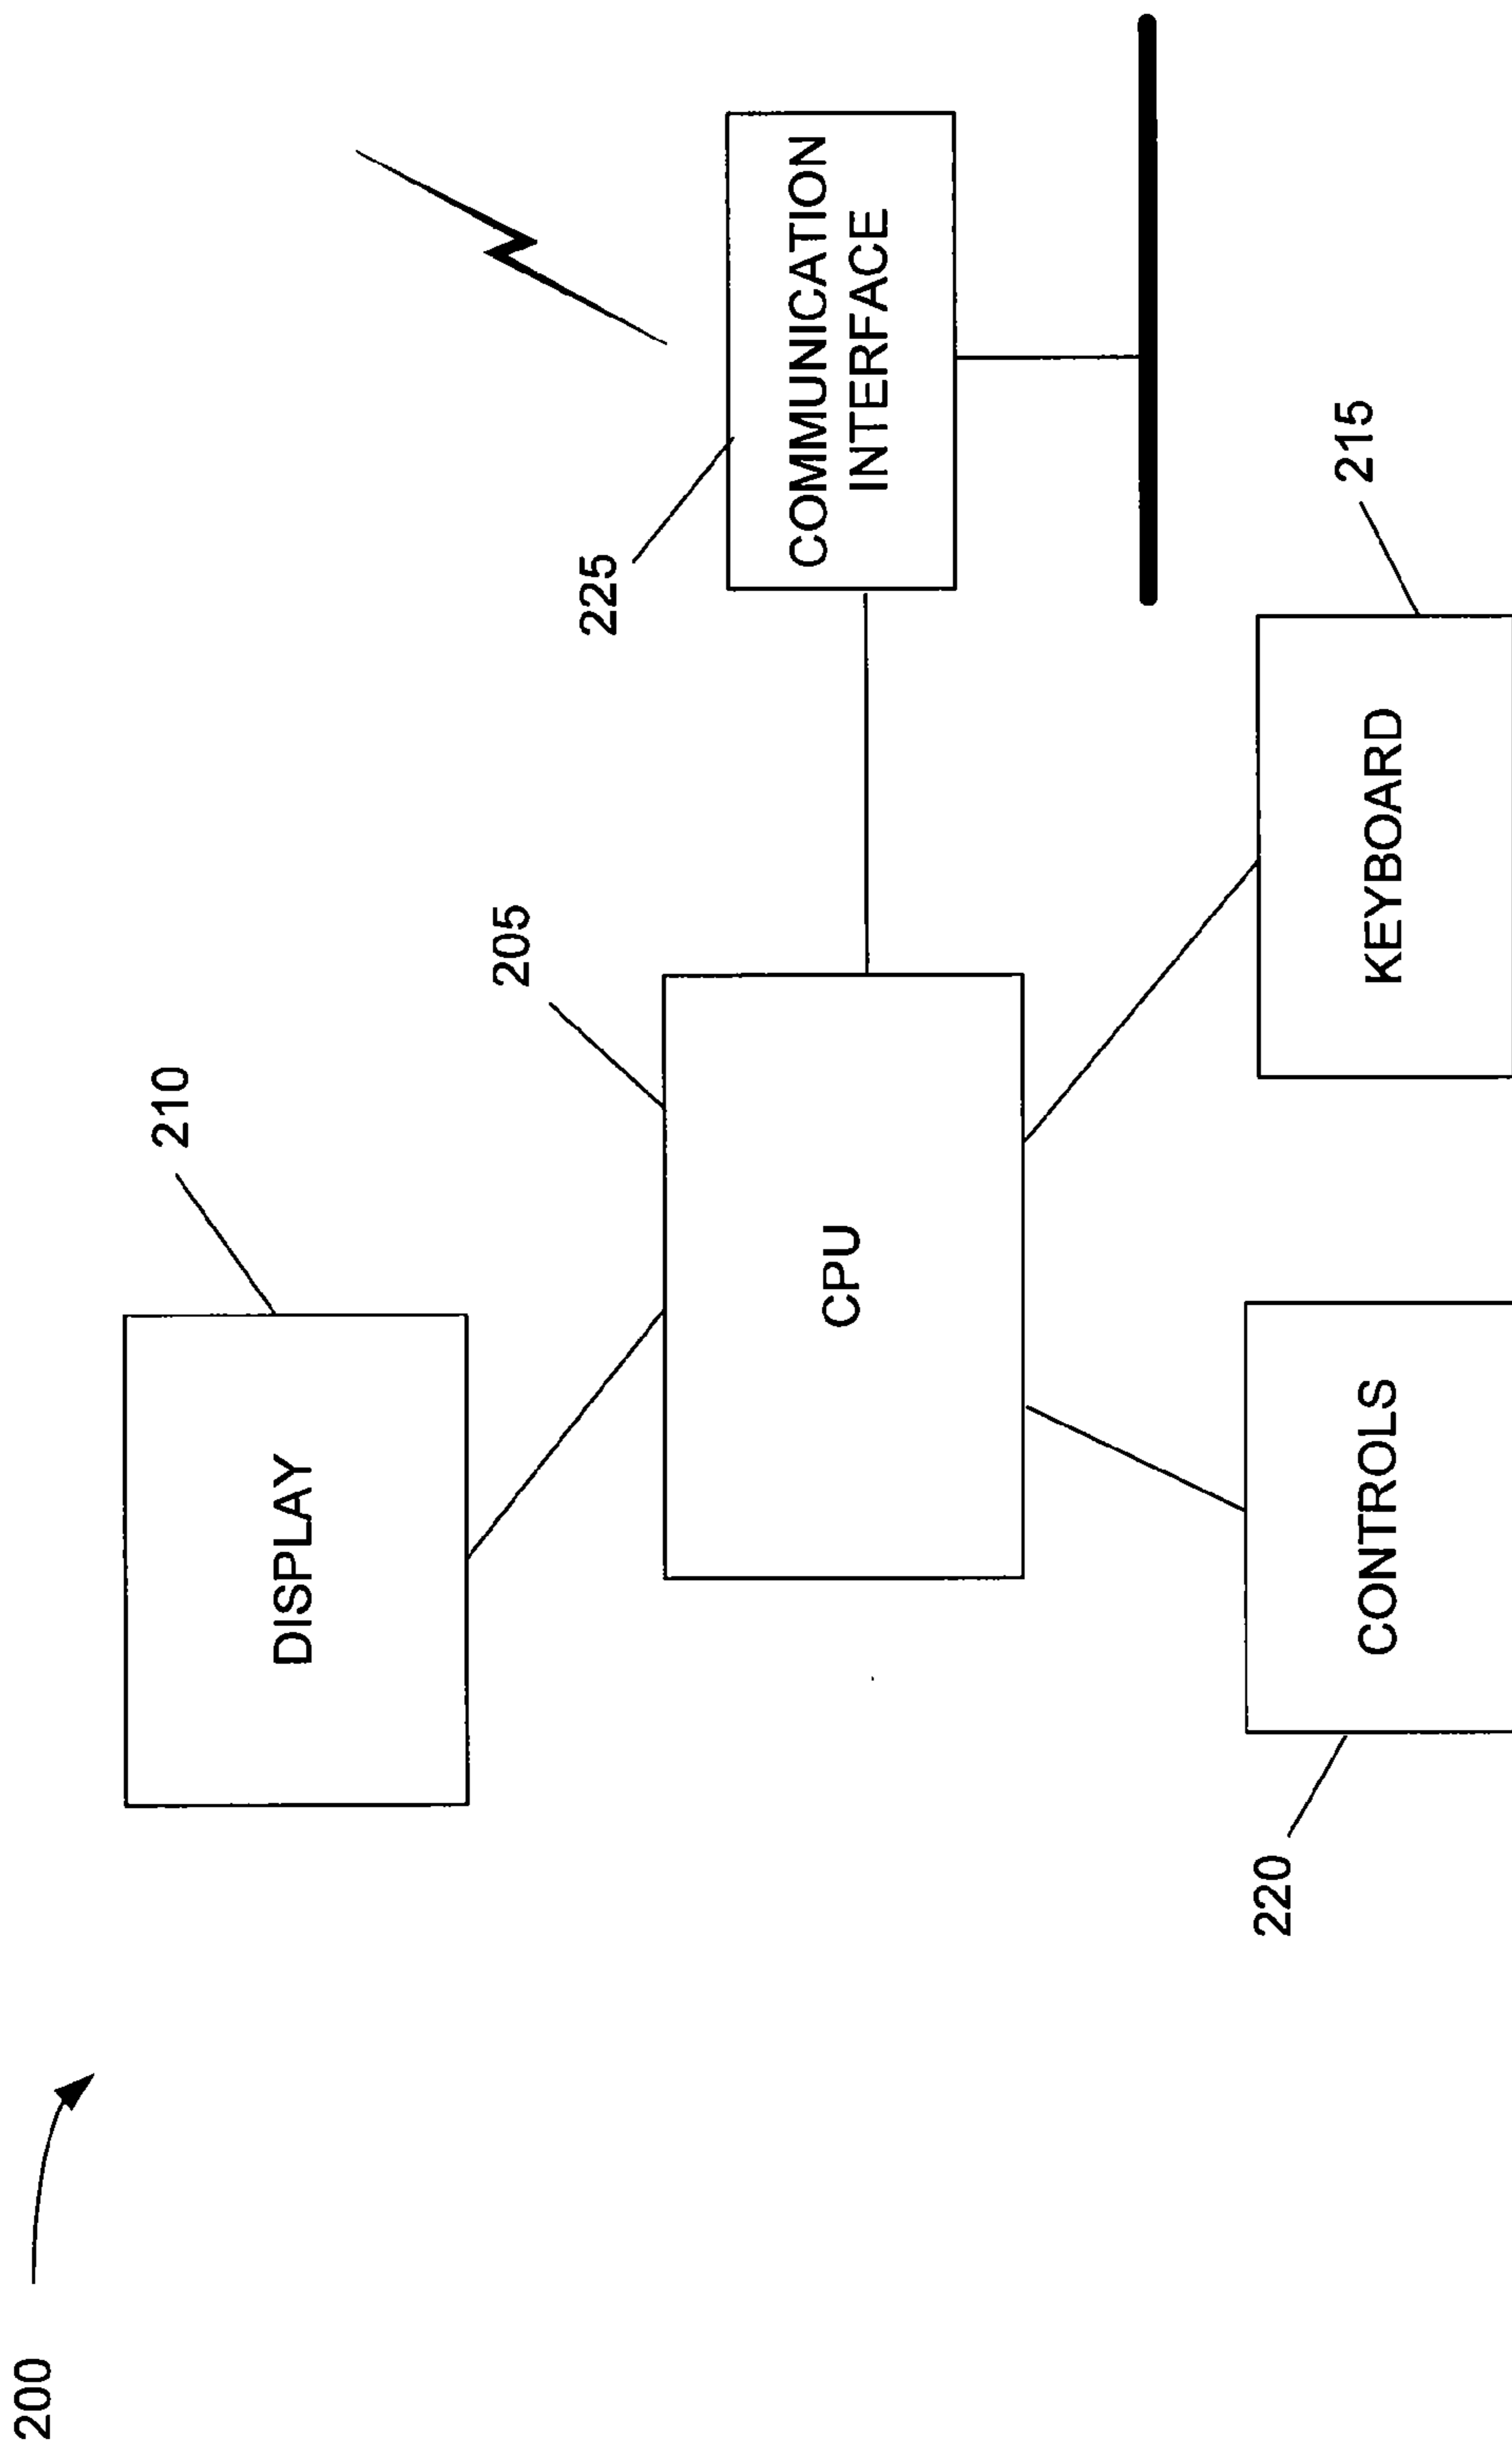 200
210
DISPLAY
205
CPU
225
COMMUNICATION
INTERFACE
220
CONTROLS
KEYBOARD
215